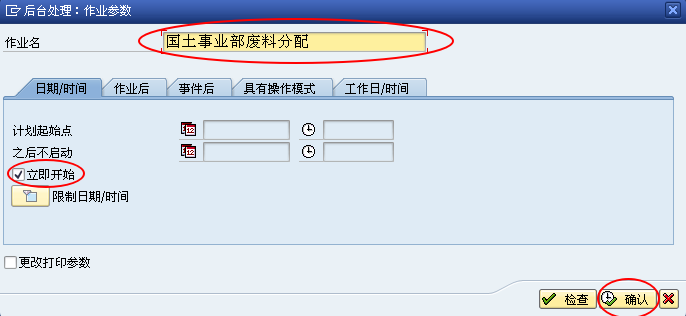 后台处理：作业参数
作业名 国土事业部废料分配
日期/时间 作业后 事件后 具有操作模式 工作日/时间
计划起始点
之后不启动
立即开始
限制日期/时间
更改打印参数
检查 确认